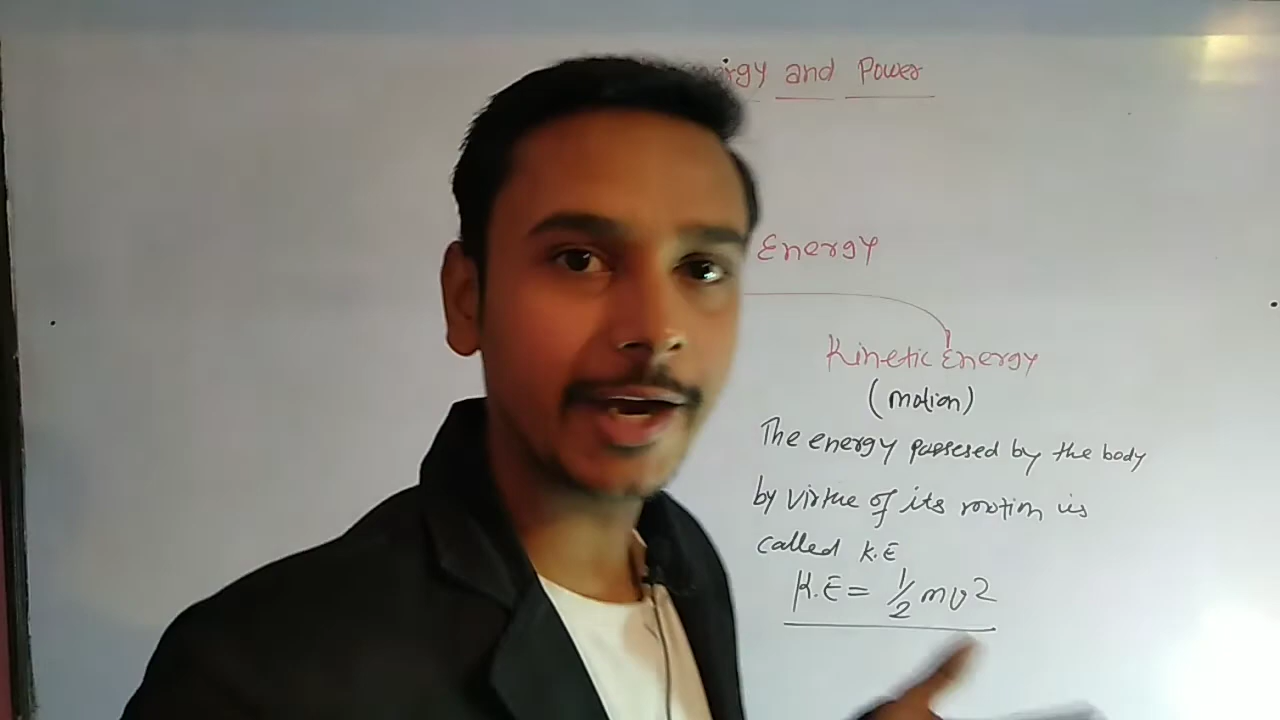 and Power
Energy
Kinetic Energy
(motion)
The energy possesed by the body
by virtue of its motion is
called K.E
K.E = 1/2 mv2